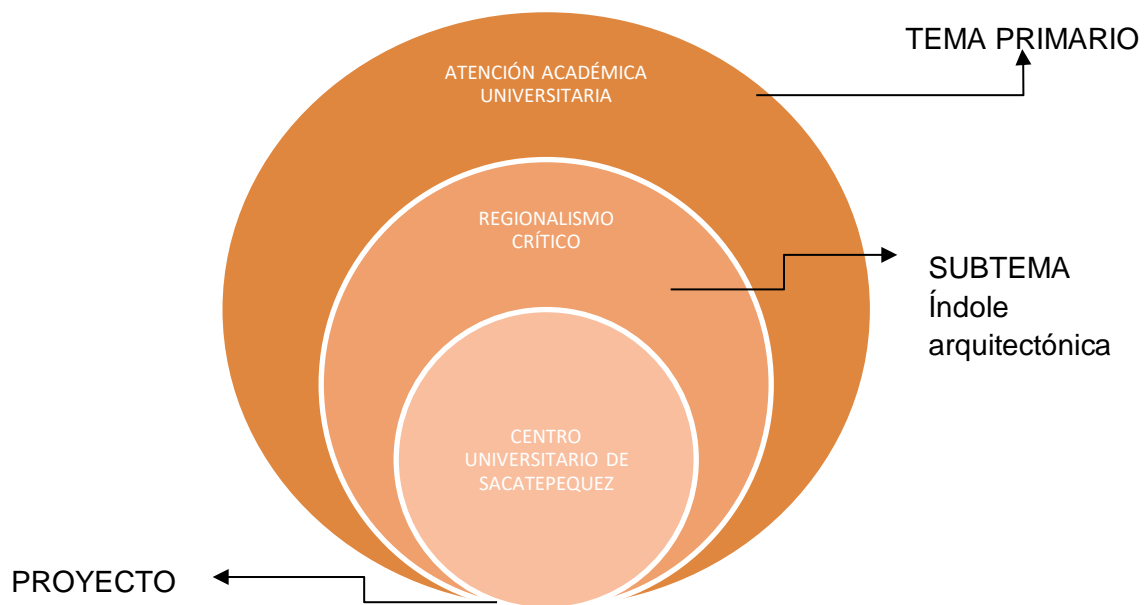 TEMA PRIMARIO
ATENCIÓN ACADÉMICA
UNIVERSITARIA
REGIONALISMO
CRÍTICO
SUBTEMA
Índole
arquitectónica
CENTRO
UNIVERSITARIO DE
SACATEPEQUEZ
PROYECTO